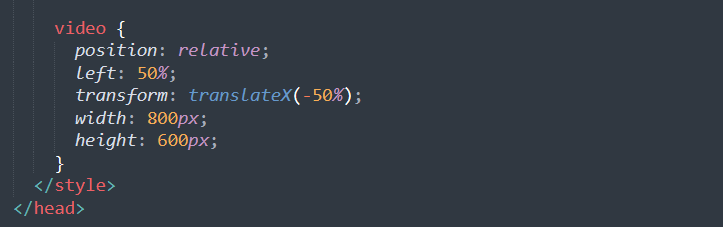 video {
position: relative;
left: 50%;
transform: translateX(-50%);
width: 800px;
height: 600px;
}
</style>
</head>